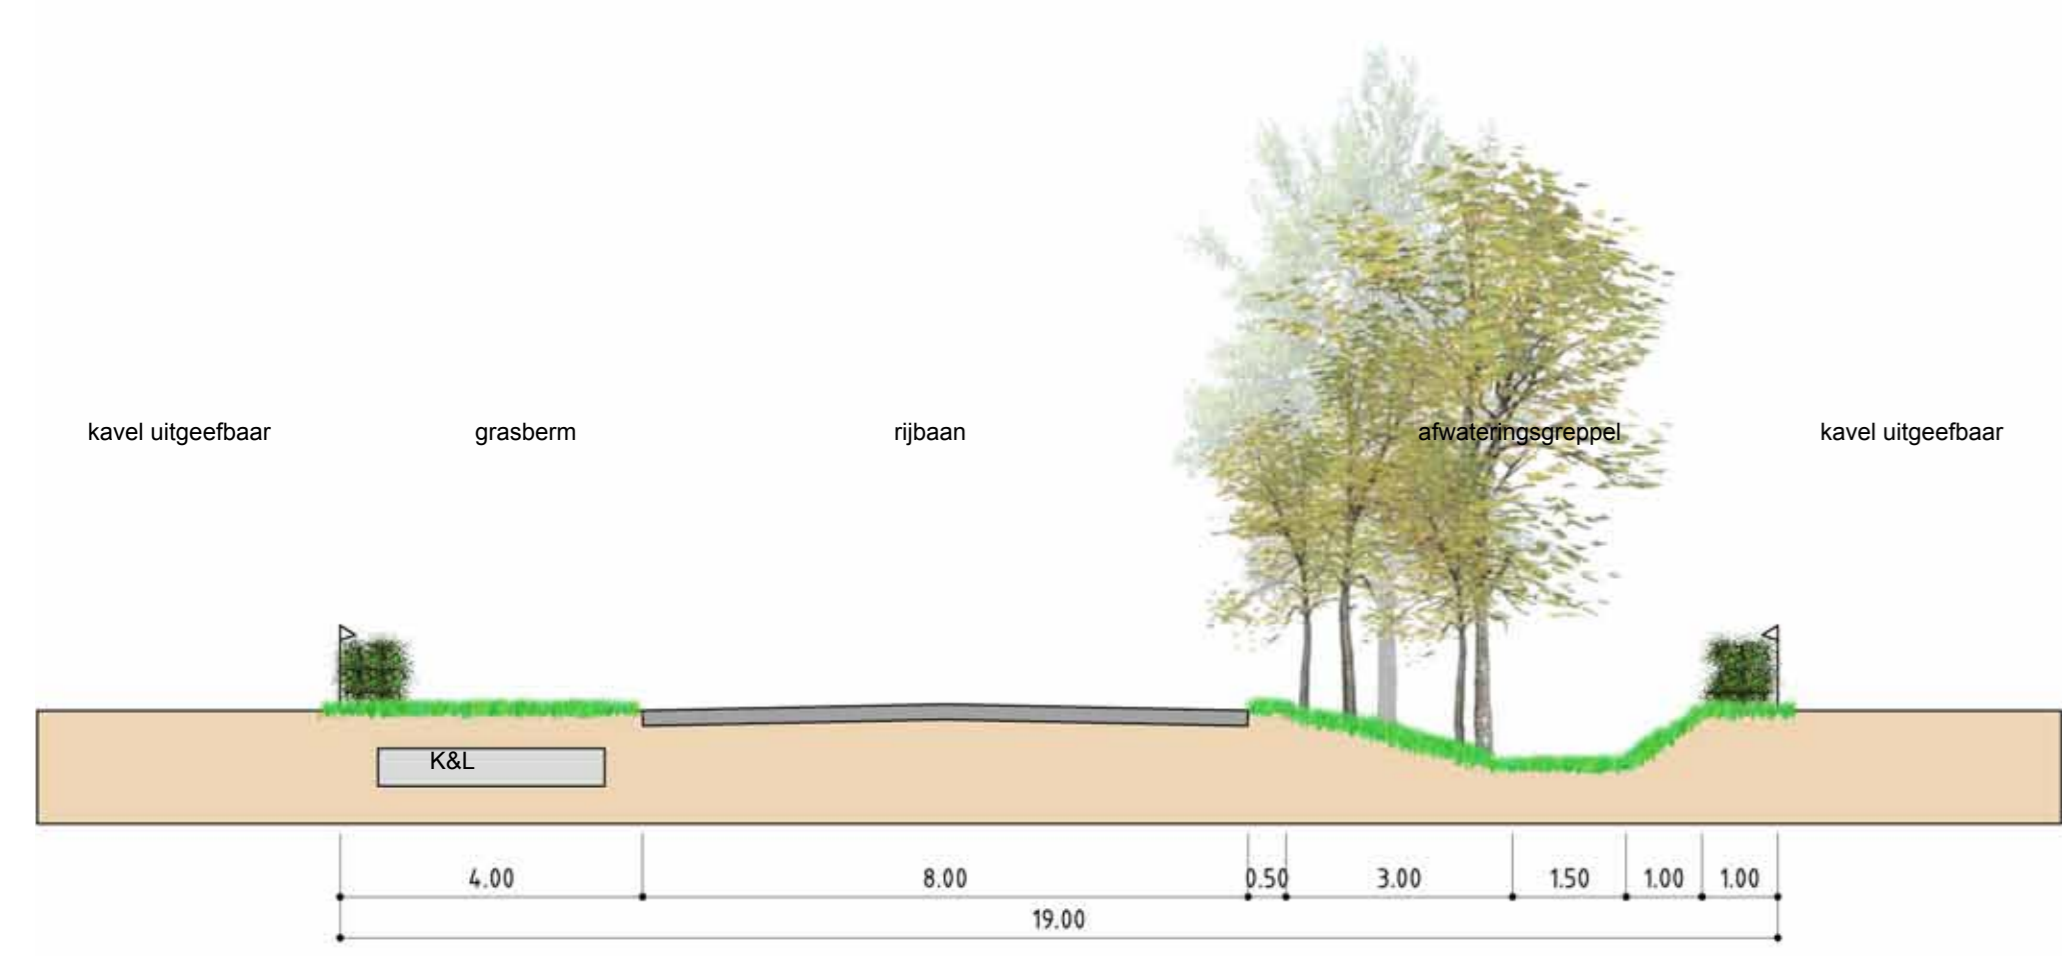 kavel uitgeefbaar
grasberm
rijbaan
afwateringsgreppel
kavel uitgeefbaar
K&L
4.00
8.00
0.50
3.00
1.50
1.00
1.00
19.00